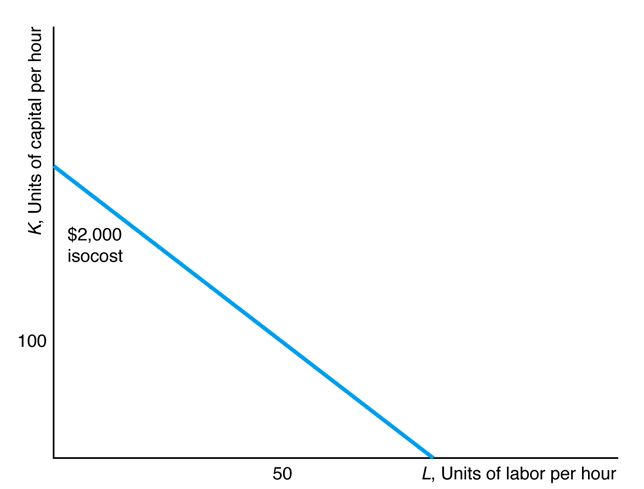 K, Units of capital per hour
$2,000
isocost
100
50
L, Units of labor per hour